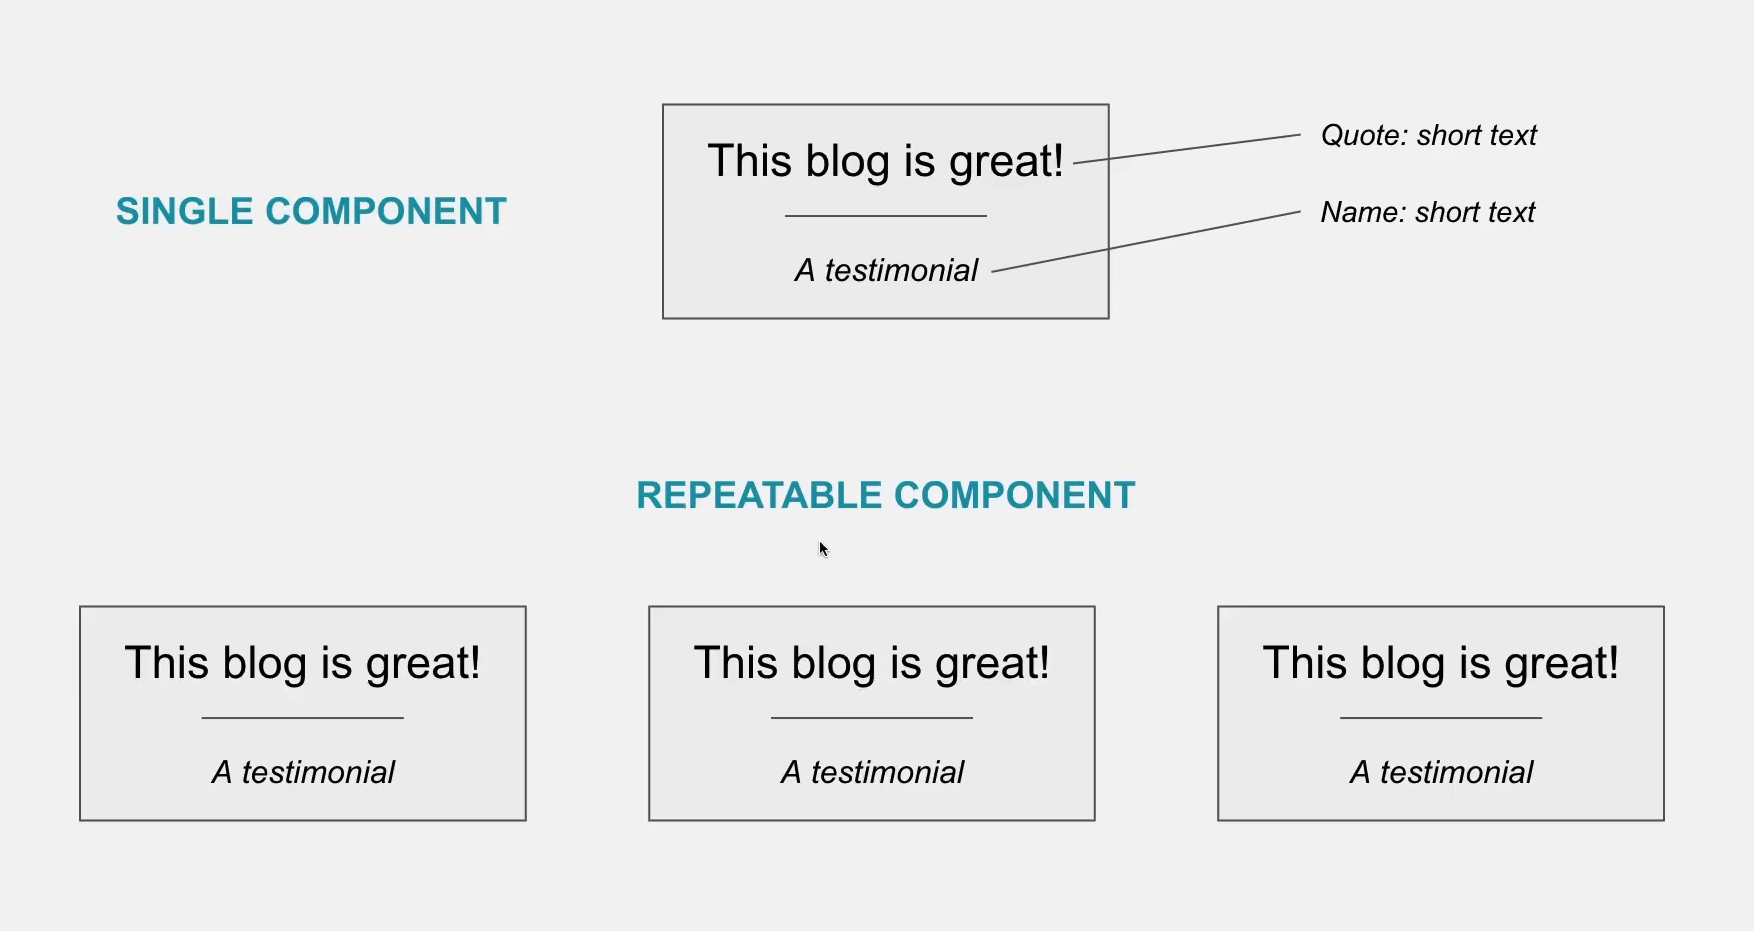 SINGLE COMPONENT
This blog is great!
A testimonial
Quote: short text
Name: short text
REPEATABLE COMPONENT
This blog is great!
A testimonial
This blog is great!
A testimonial
This blog is great!
A testimonial